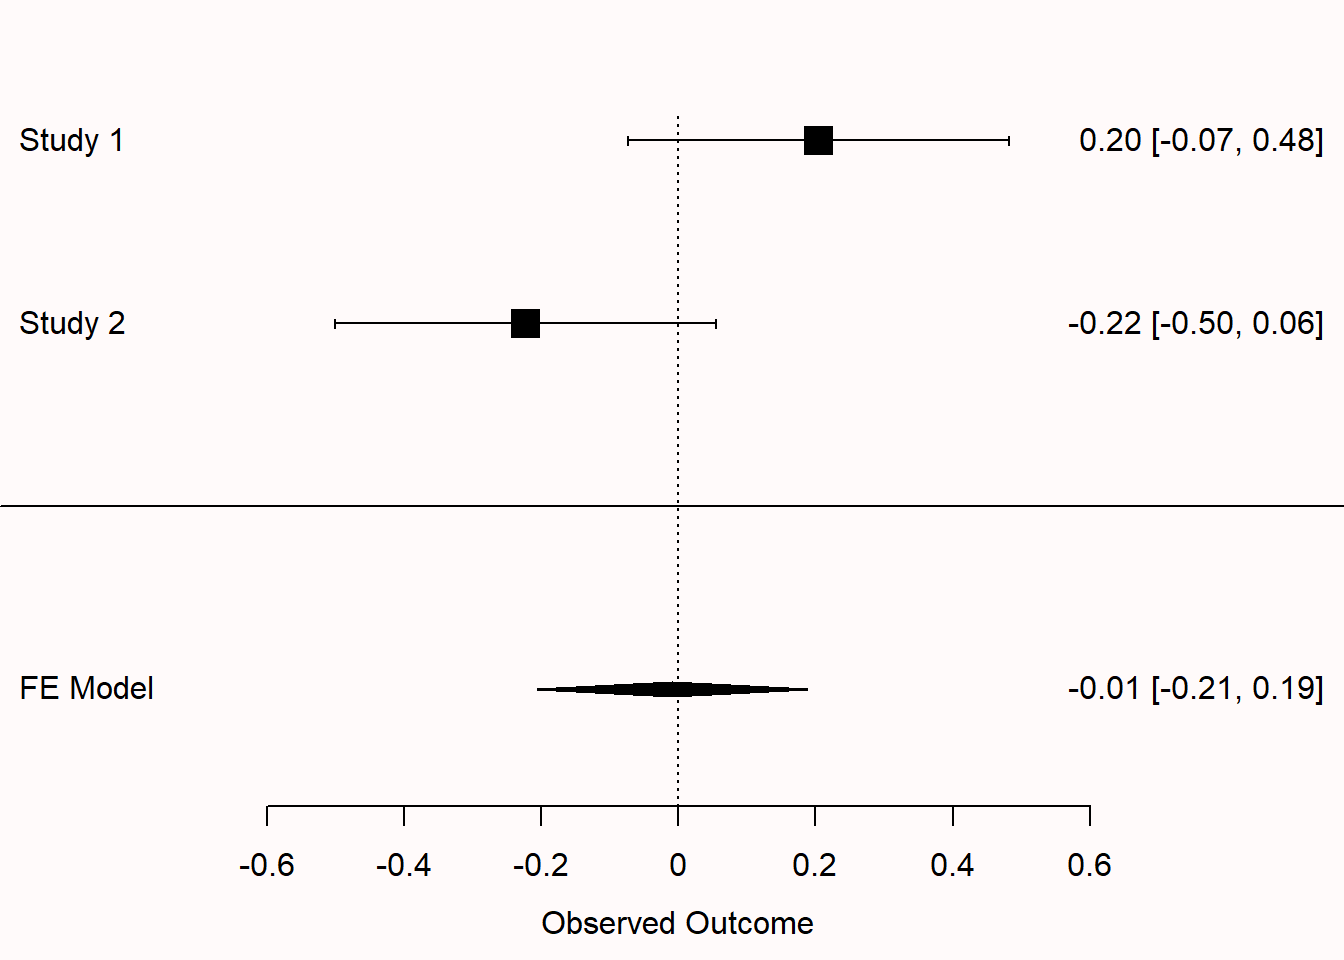 Study 1 0.20 [-0.07, 0.48]
Study 2 -0.22 [-0.50, 0.06]
FE Model -0.01 [-0.21, 0.19]
-0.6 -0.4 -0.2 0 0.2 0.4 0.6
Observed Outcome